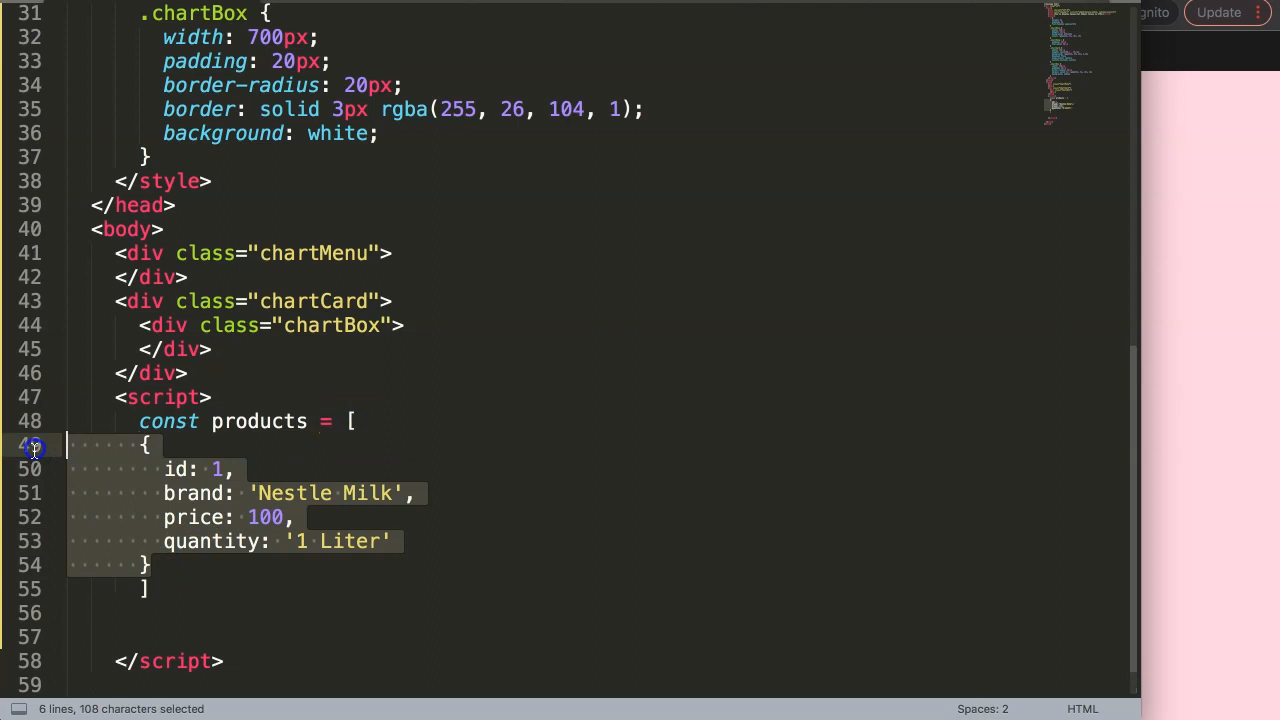 31 .chartBox {
32 width: 700px;
33 padding: 20px;
34 border-radius: 20px;
35 border: solid 3px rgba(255, 26, 104, 1);
36 background: white;
37 }
38 </style>
39 </head>
40 <body>
41 <div class="chartMenu">
42 </div>
43 <div class="chartCard">
44 <div class="chartBox">
45 </div>
46 </div>
47 <script>
48 const products = [
49 {
50 id: 1,
51 brand: 'Nestle Milk',
52 price: 100,
53 quantity: '1 Liter'
54 }
55 ]
56
57
58 </script>
59
gnito Update
6 lines, 108 characters selected Spaces: 2 HTML